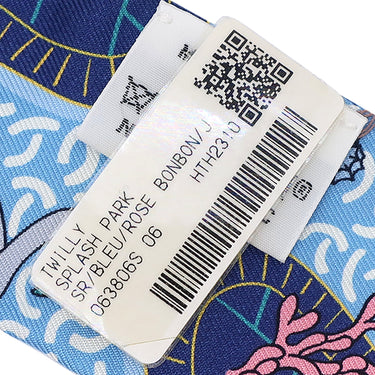 TWILLY
SPLASH PARK
SR/BLEU/ROSE BONBON/J
063806S 06
HTH2310